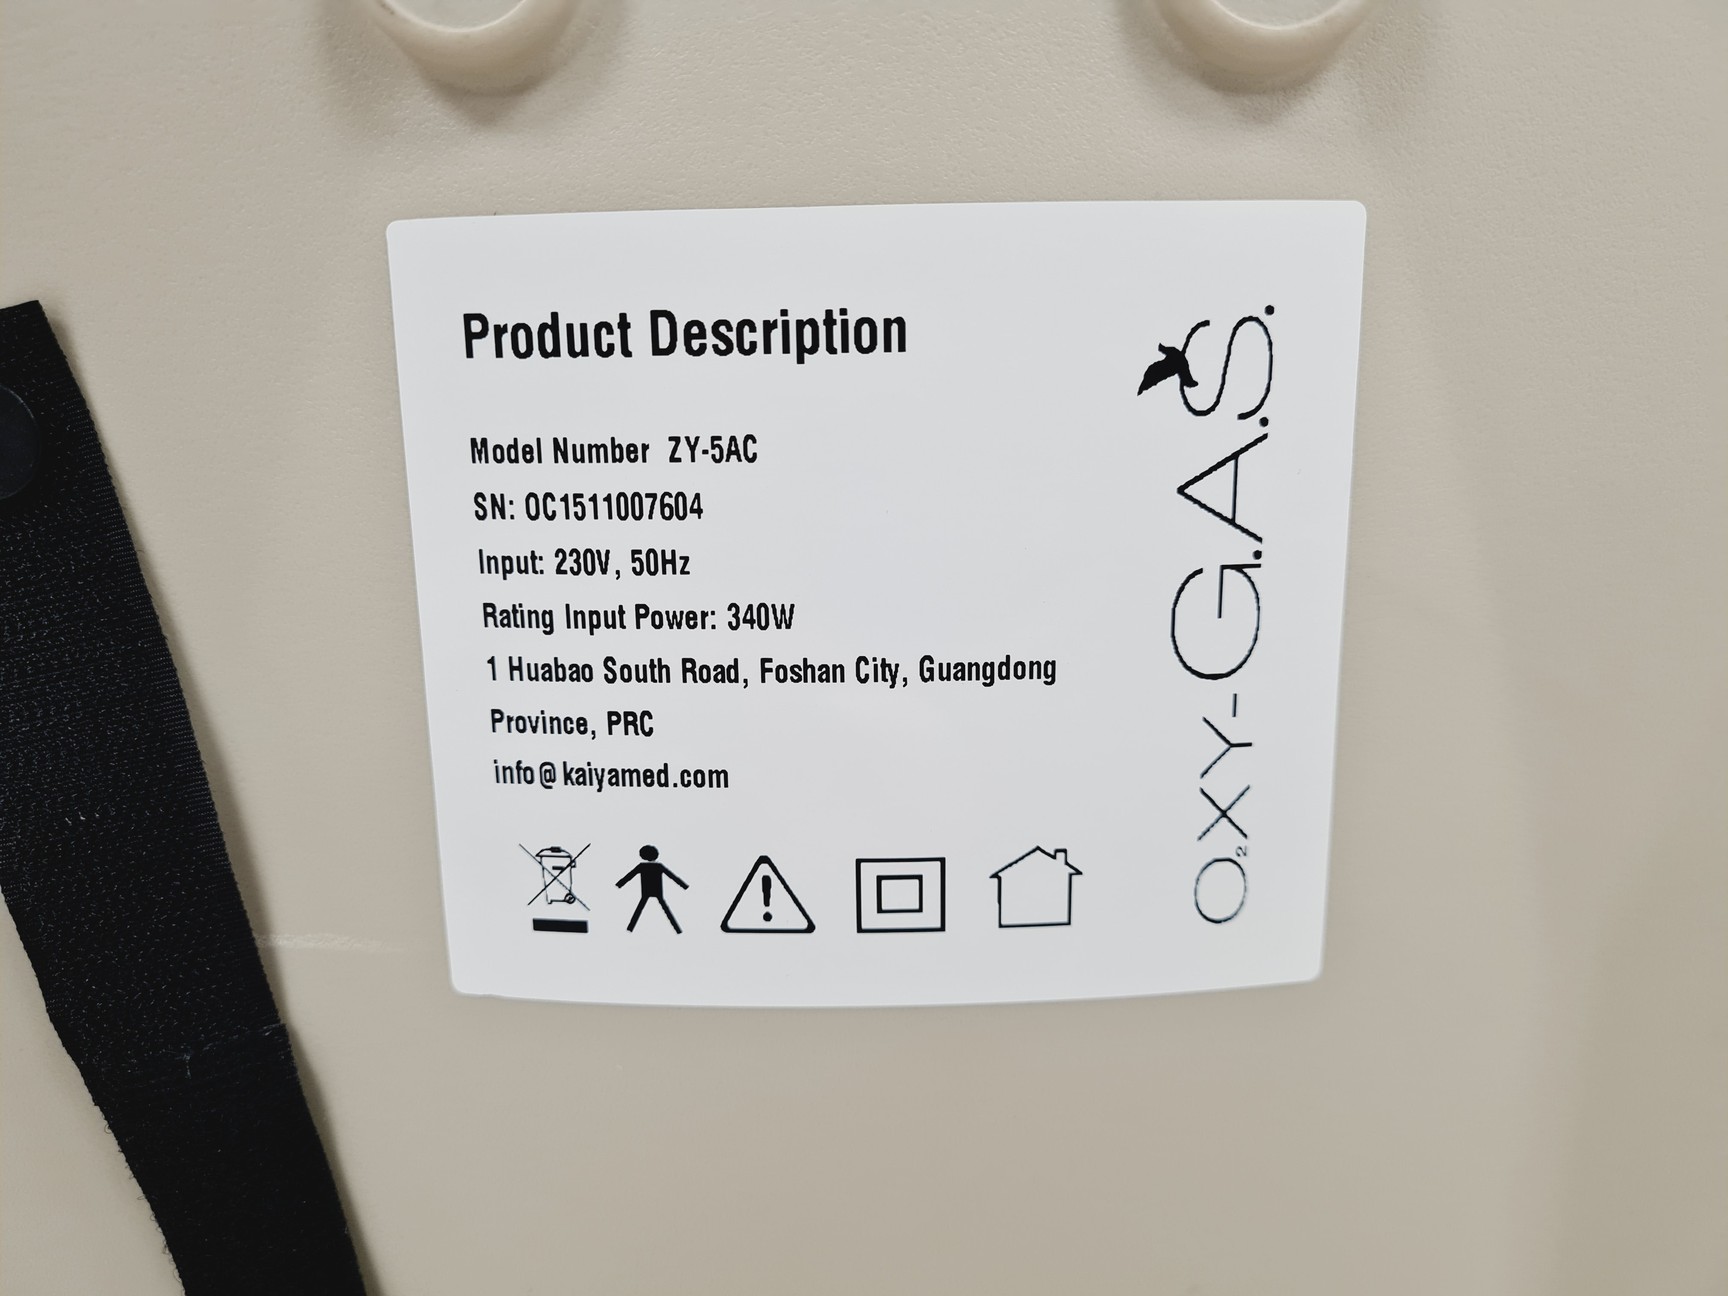 Product Description
Model Number ZY-5AC
SN: OC1511007604
Input: 230V, 50Hz
Rating Input Power: 340W
1 Huabao South Road, Foshan City, Guangdong
Province, PRC
info@kaiyamed.com
O₂XY-G.A.S.